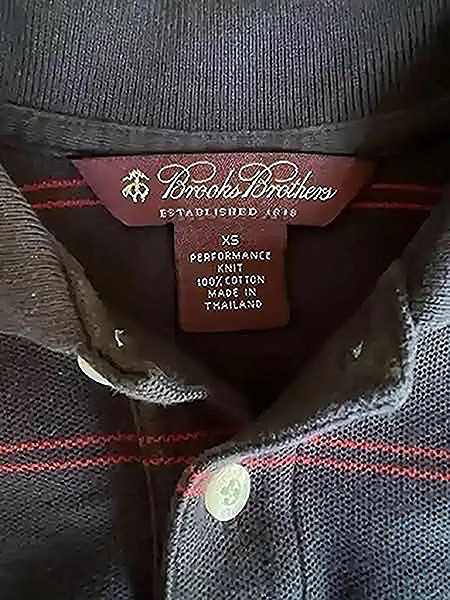 Brooks Brothers
ESTABLISHED 1818
XS
PERFORMANCE
KNIT
100% COTTON
MADE IN
THAILAND